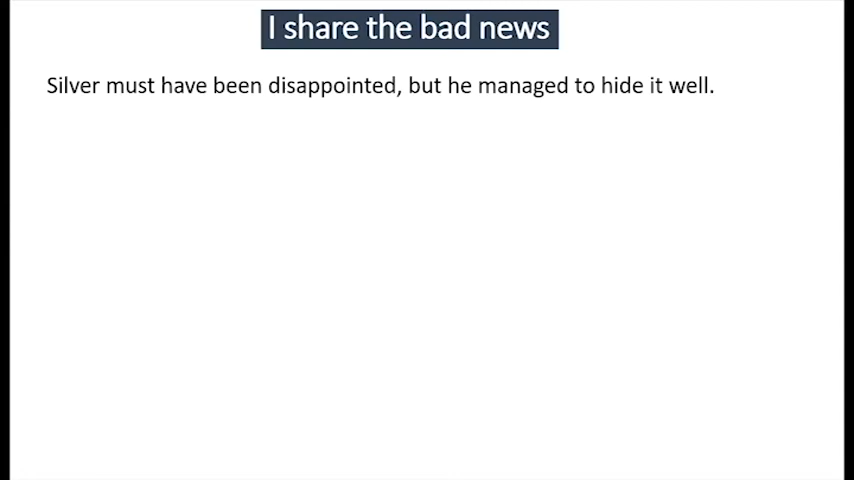 I share the bad news
Silver must have been disappointed, but he managed to hide it well.